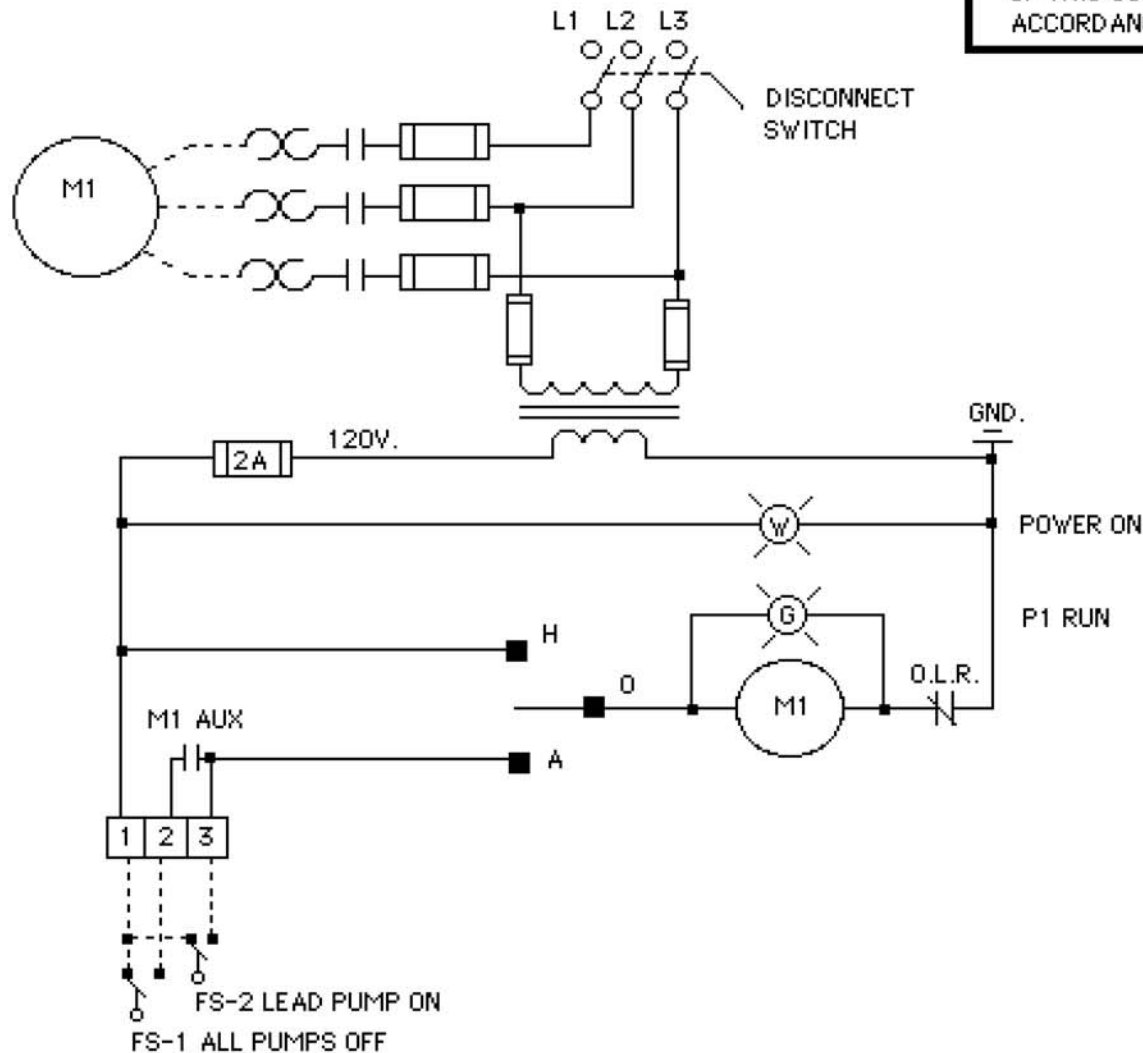 ACCORDAN
L1 L2 L3
DISCONNECT
SWITCH
M1
GND.
120V.
2A
W
POWER ON
G
P1 RUN
H
O
O.L.R.
M1
M1 AUX
A
1 2 3
FS-2 LEAD PUMP ON
FS-1 ALL PUMPS OFF